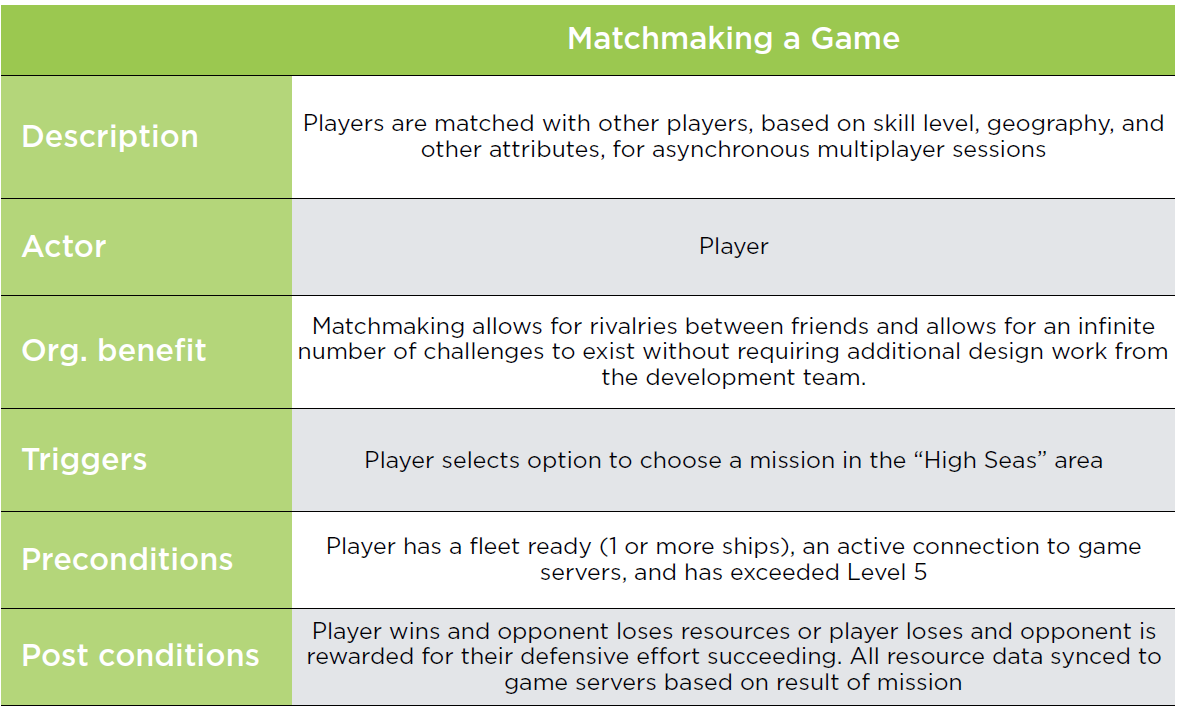 Matchmaking a Game
Description
Players are matched with other players, based on skill level, geography, and
other attributes, for asynchronous multiplayer sessions
Actor
Player
Org. benefit
Matchmaking allows for rivalries between friends and allows for an infinite
number of challenges to exist without requiring additional design work from
the development team.
Triggers
Player selects option to choose a mission in the “High Seas” area
Preconditions
Player has a fleet ready (1 or more ships), an active connection to game
servers, and has exceeded Level 5
Post conditions
Player wins and opponent loses resources or player loses and opponent is
rewarded for their defensive effort succeeding. All resource data synced to
game servers based on result of mission